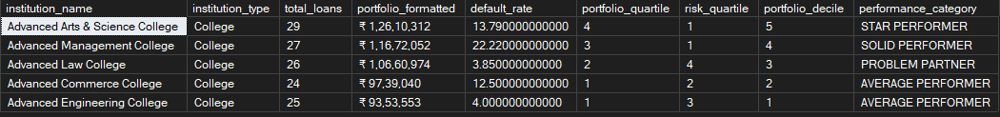 institution_name institution_type total_loans portfolio_formatted default_rate portfolio_quartile risk_quartile portfolio_decile performance_category
Advanced Arts & Science College College 29 ₹ 1,26,10,312 13.790000000000 4 1 5 STAR PERFORMER
Advanced Management College College 27 ₹ 1,16,72,052 22.220000000000 3 1 4 SOLID PERFORMER
Advanced Law College College 26 ₹ 1,06,60,974 3.850000000000 2 4 3 PROBLEM PARTNER
Advanced Commerce College College 24 ₹ 97,39,040 12.500000000000 1 2 2 AVERAGE PERFORMER
Advanced Engineering College College 25 ₹ 93,53,553 4.000000000000 1 3 1 AVERAGE PERFORMER